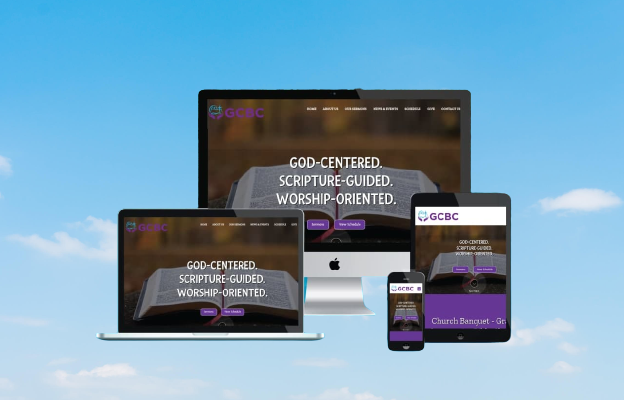 GCBC
HOME ABOUT US OUR SERMONS NEWS & EVENTS SCHEDULE GIVE CONTACT US
GOD-CENTERED.
SCRIPTURE-GUIDED.
WORSHIP-ORIENTED.
Sermons View Schedule
GCBC
HOME ABOUT US OUR SERMONS NEWS & EVENTS SCHEDULE GIVE
GOD-CENTERED.
SCRIPTURE-GUIDED.
WORSHIP-ORIENTED.
Sermons View Schedule
GCBC
GOD-CENTERED.
SCRIPTURE-GUIDED.
WORSHIP-ORIENTED.
Sermons View Schedule
Church Banquet - Gr
GCBC
GOD-CENTERED.
SCRIPTURE-GUIDED.
WORSHIP-ORIENTED.